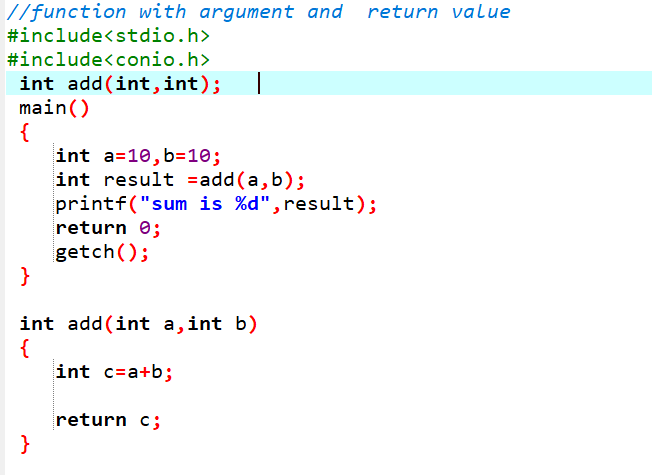 //function with argument and  return value
#include<stdio.h>
#include<conio.h>
int add(int,int);
main()
{
int a=10,b=10;
int result =add(a,b);
printf("sum is %d",result);
return 0;
getch();
}
int add(int a,int b)
{
int c=a+b;
return c;
}